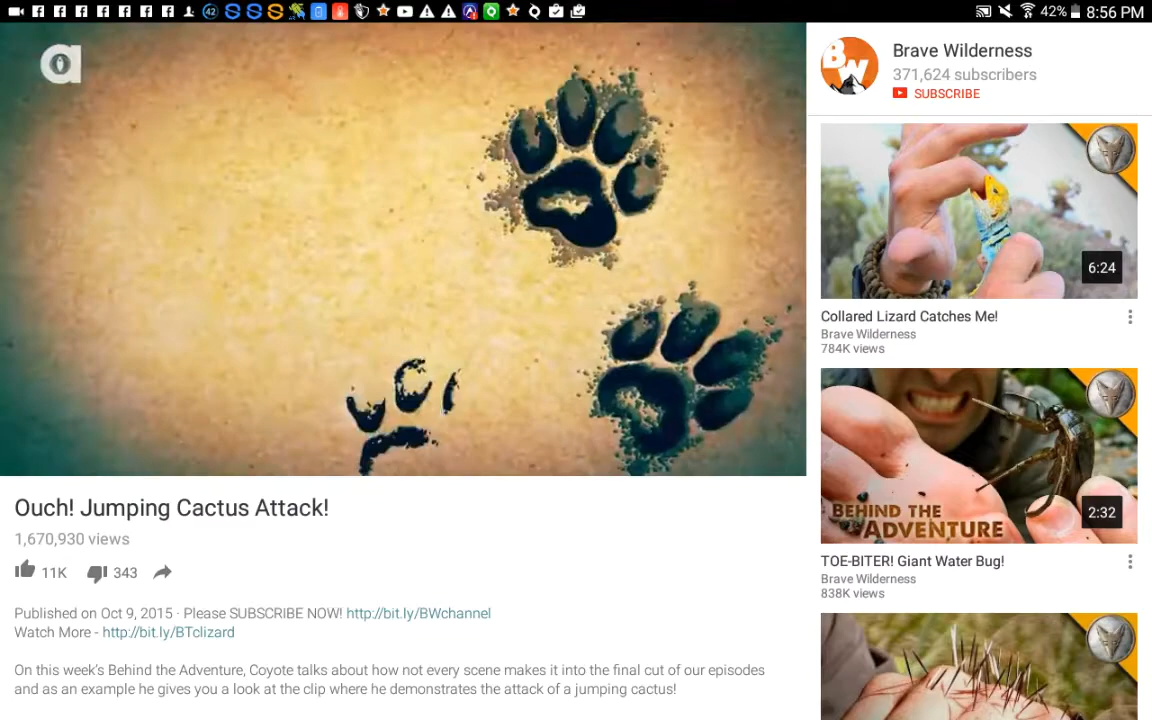 42
42%
8:56 PM
a
Ouch! Jumping Cactus Attack!
1,670,930 views
11K
343
Published on Oct 9, 2015 · Please SUBSCRIBE NOW! http://bit.ly/BWchannel
Watch More - http://bit.ly/BTclizard
On this week's Behind the Adventure, Coyote talks about how not every scene makes it into the final cut of our episodes
and as an example he gives you a look at the clip where he demonstrates the attack of a jumping cactus!
BW
Brave Wilderness
371,624 subscribers
SUBSCRIBE
6:24
Collared Lizard Catches Me!
Brave Wilderness
784K views
BEHIND THE
ADVENTURE
2:32
TOE-BITER! Giant Water Bug!
Brave Wilderness
838K views